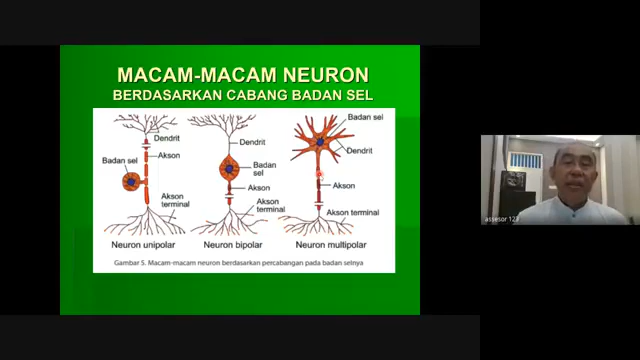 MACAM-MACAM NEURON
BERDASARKAN CABANG BADAN SEL
Dendrit
Akson
Badan sel
Akson
terminal
Neuron unipolar
Dendrit
Badan
sel
Akson
Akson
terminal
Neuron bipolar
Badan sel
Dendrit
Akson
Akson terminal
Neuron multipolar
Gambar 5. Macam-macam neuron berdasarkan percabangan pada badan selnya
assesor 123